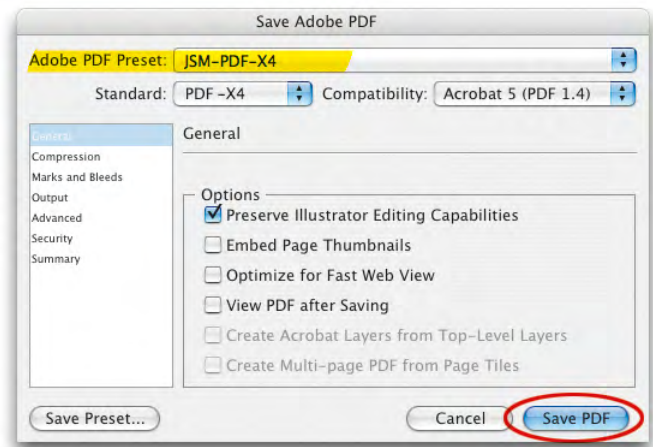 Save Adobe PDF
Adobe PDF Preset: JSM-PDF-X4
Standard: PDF -X4 Compatibility: Acrobat 5 (PDF 1.4)
General
General
Compression
Marks and Bleeds
Output
Advanced
Security
Summary
Options
Preserve Illustrator Editing Capabilities
Embed Page Thumbnails
Optimize for Fast Web View
View PDF after Saving
Create Acrobat Layers from Top-Level Layers
Create Multi-page PDF from Page Tiles
Save Preset... Cancel Save PDF